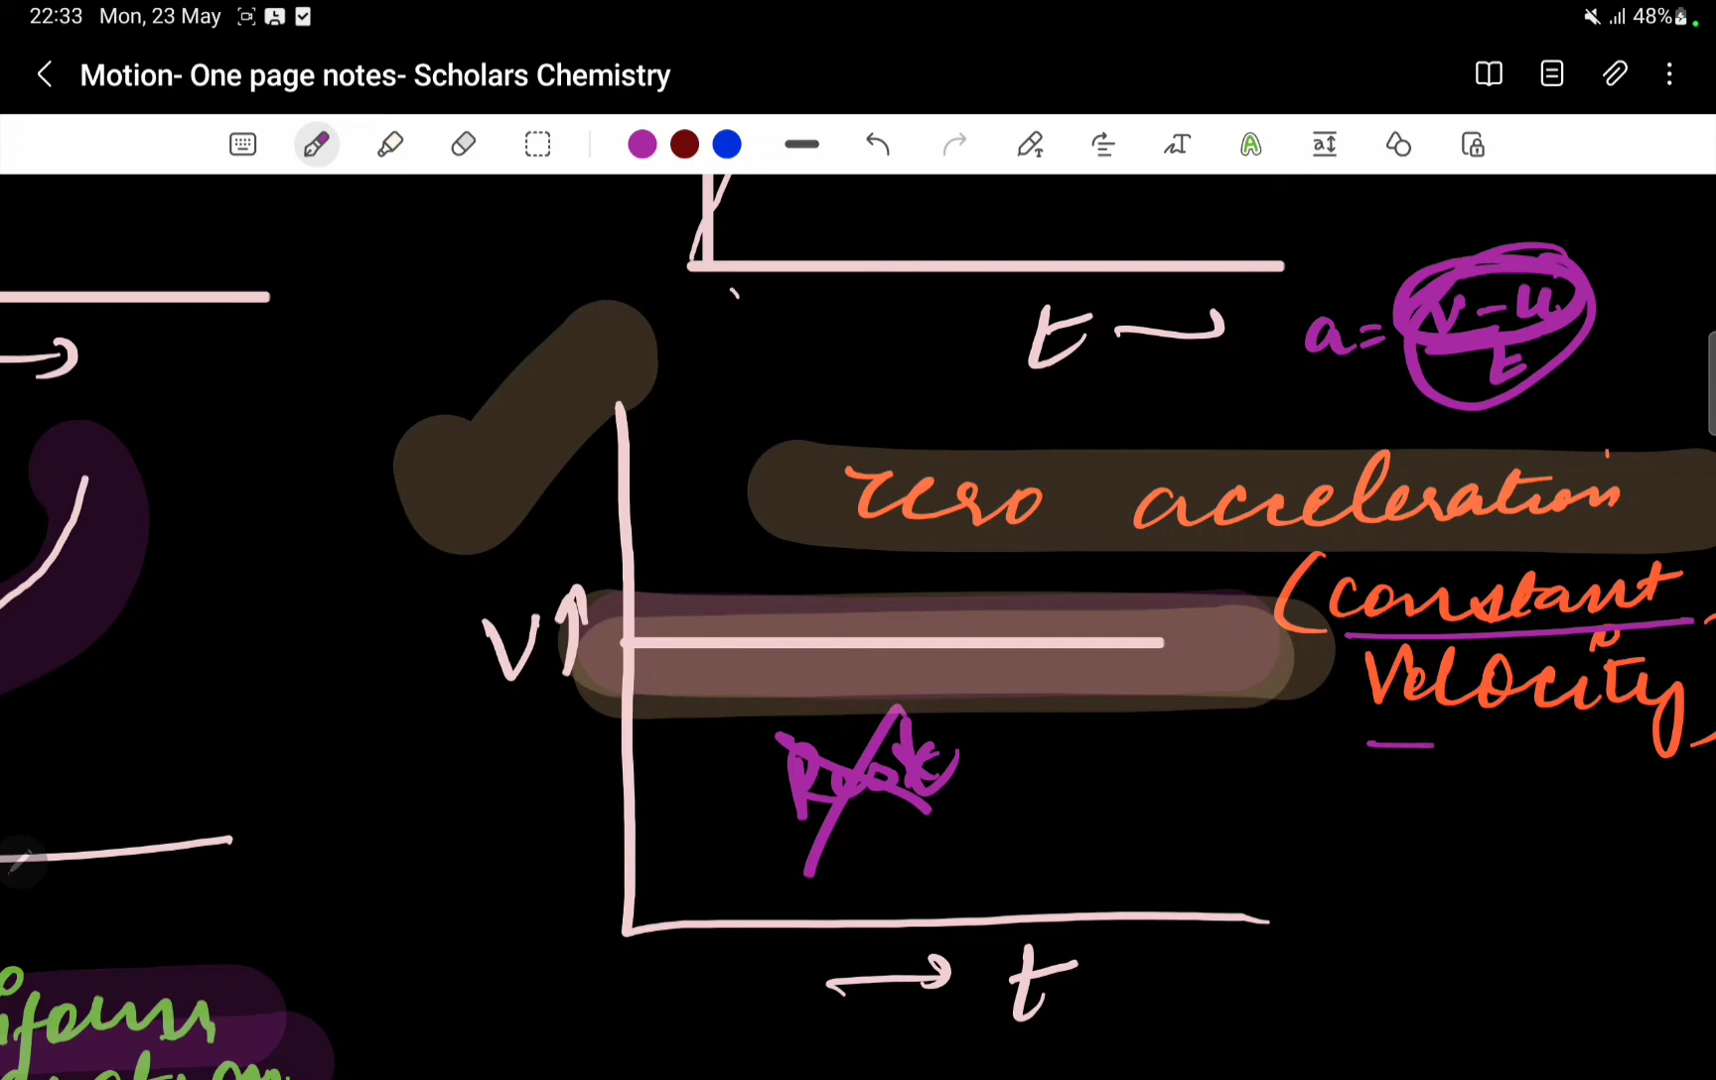 22:33 Mon, 23 May 48%
Motion- One page notes- Scholars Chemistry
t
a = v-u
t
zero acceleration
(constant
velocity)
V
t